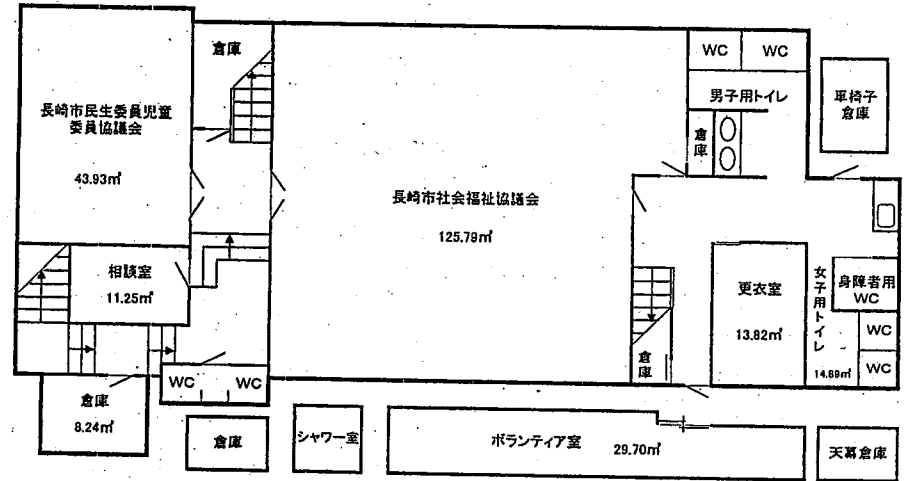 倉庫
WC
WC
長崎市民生委員児童
委員協議会
43.93㎡
男子用トイレ
倉庫
車椅子
倉庫
長崎市社会福祉協議会
125.79㎡
相談室
11.25㎡
更衣室
13.82㎡
女子用トイレ
14.69㎡
身障者用
WC
WC
WC
倉庫
WC
WC
倉庫
8.24㎡
倉庫
シャワー室
ボランティア室
29.70㎡
天幕倉庫